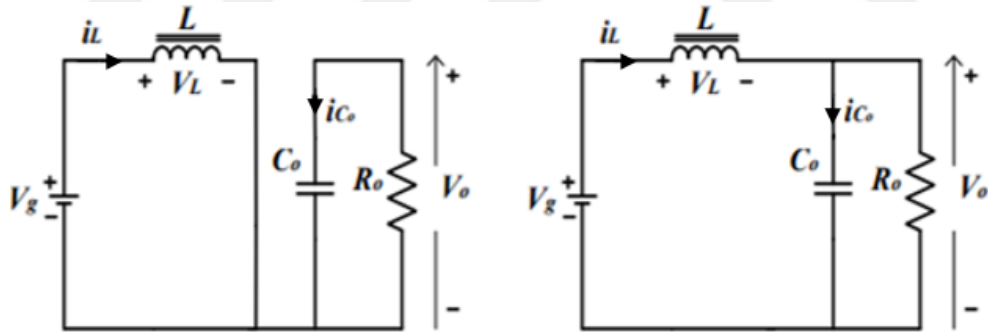 iL
L
+ VL -
+
iCo
Co
Ro
Vo
+
Vg
-
-
iL
L
+ VL -
+
iCo
Co
Ro
Vo
+
Vg
-
-